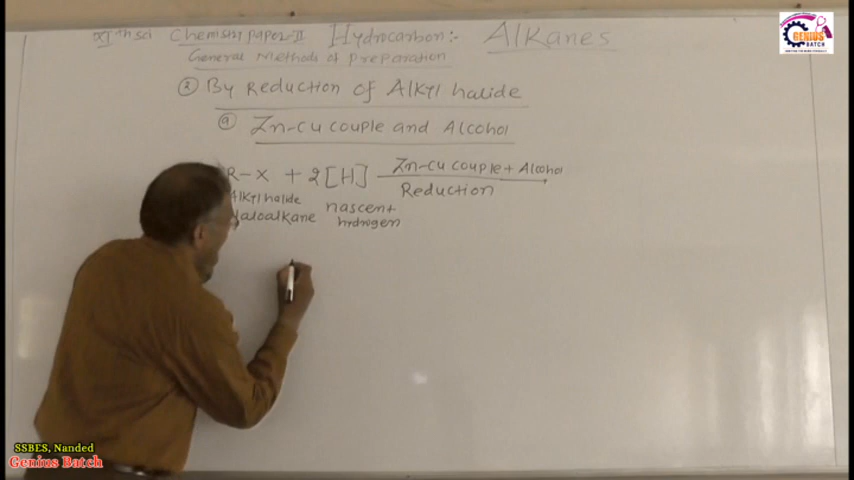 XI th Sci Chemistry paper-II Hydrocarbon:- Alkanes
General Methods of preparation
② By Reduction of Alkyl halide
ⓐ Zn-Cu couple and Alcohol
R-X + 2[H] Zn-Cu couple + Alcohol
Reduction
Alkyl halide nascent
Haloalkane hydrogen
GENIUS
BATCH
SSBES, Nanded
Genius Batch